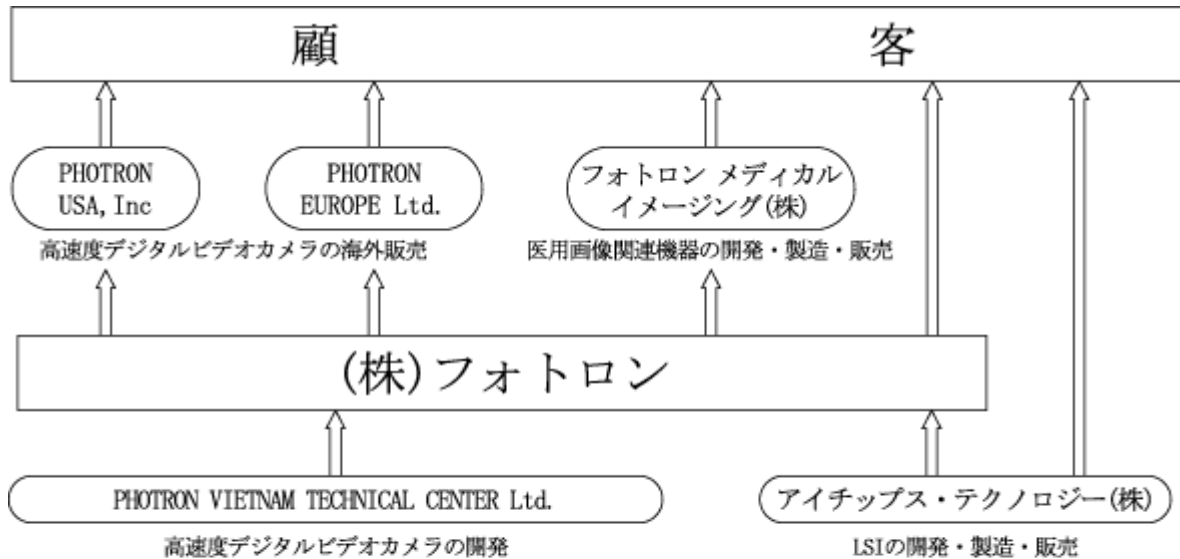 顧客
PHOTRON
USA,Inc
PHOTRON
EUROPE Ltd.
フォトロン メディカル
イメージング(株)
高速度デジタルビデオカメラの海外販売
医用画像関連機器の開発・製造・販売
(株)フォトロン
PHOTRON VIETNAM TECHNICAL CENTER Ltd.
アイチップス・テクノロジー(株)
高速度デジタルビデオカメラの開発
LSIの開発・製造・販売